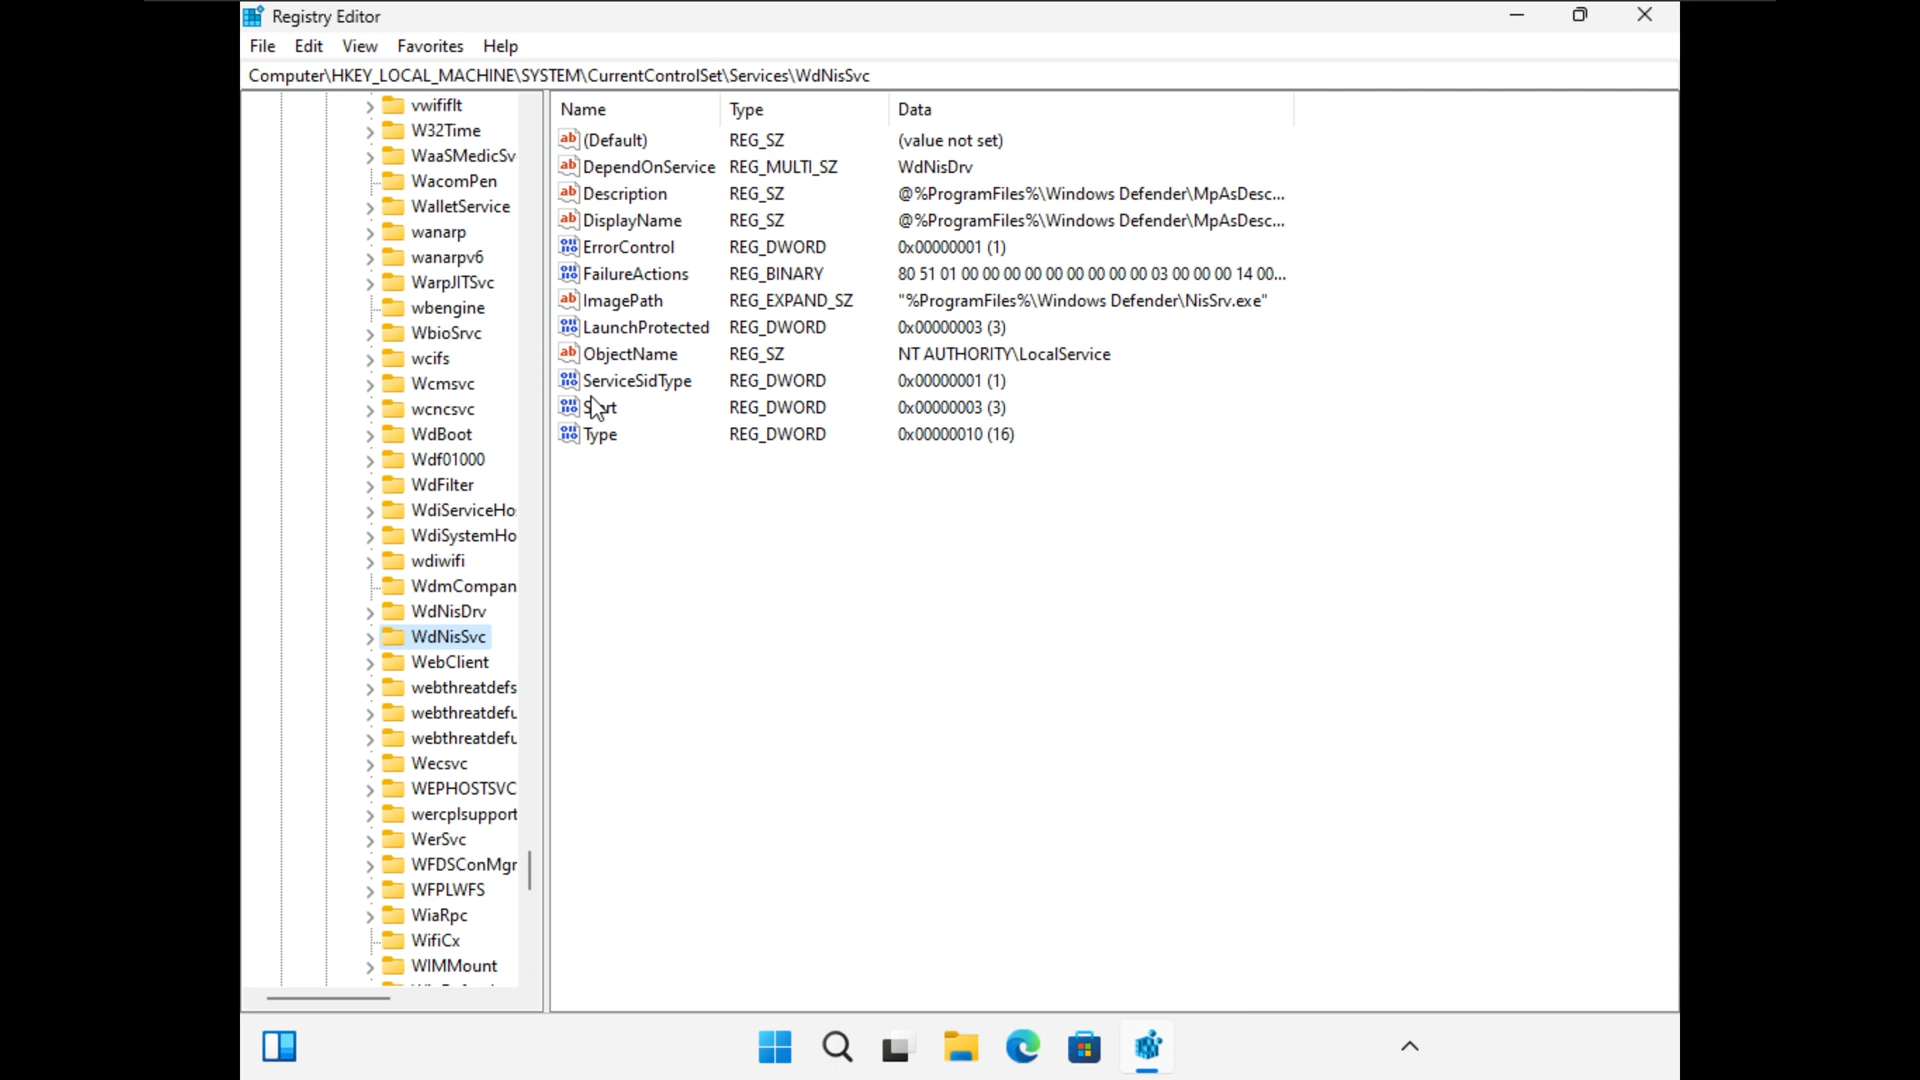 Registry Editor
File Edit View Favorites Help
Computer\HKEY_LOCAL_MACHINE\SYSTEM\CurrentControlSet\Services\WdNisSvc
vwififlt
W32Time
WaaSMedicSv
WacomPen
WalletService
wanarp
wanarpv6
WarpJITSvc
wbengine
WbioSrvc
wcifs
Wcmsvc
wcncsvc
WdBoot
Wdf01000
WdFilter
WdiServiceHo
WdiSystemHo
wdiwifi
WdmCompan
WdNisDrv
WdNisSvc
WebClient
webthreatdefs
webthreatdefu
webthreatdefu
Wecsvc
WEPHOSTSVC
wercplsupport
WerSvc
WFDSConMgr
WFPLWFS
WiaRpc
WifiCx
WIMMount
Name Type Data
(Default) REG_SZ (value not set)
DependOnService REG_MULTI_SZ WdNisDrv
Description REG_SZ @%ProgramFiles%\Windows Defender\MpAsDesc...
DisplayName REG_SZ @%ProgramFiles%\Windows Defender\MpAsDesc...
ErrorControl REG_DWORD 0x00000001 (1)
FailureActions REG_BINARY 80 51 01 00 00 00 00 00 00 00 00 00 03 00 00 00 14 00...
ImagePath REG_EXPAND_SZ "%ProgramFiles%\Windows Defender\NisSrv.exe"
LaunchProtected REG_DWORD 0x00000003 (3)
ObjectName REG_SZ NT AUTHORITY\LocalService
ServiceSidType REG_DWORD 0x00000001 (1)
Start REG_DWORD 0x00000003 (3)
Type REG_DWORD 0x00000010 (16)